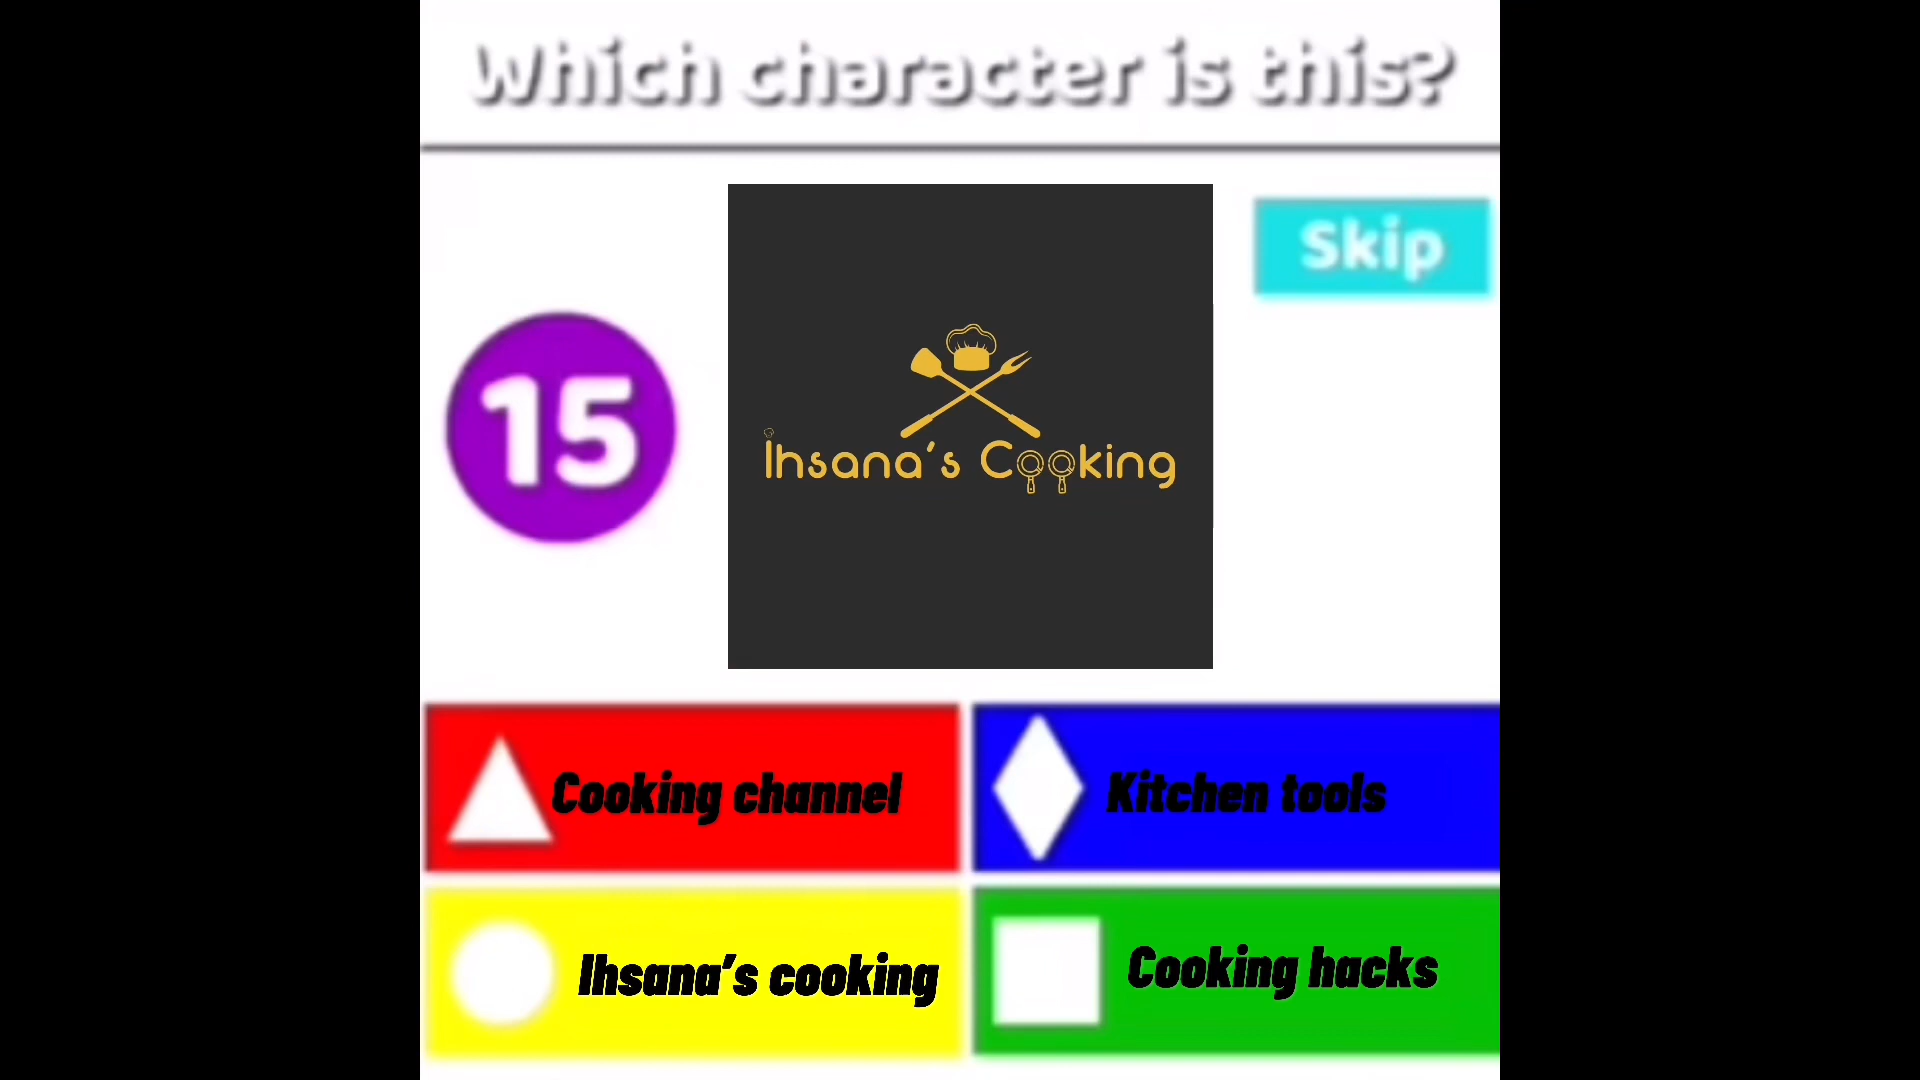 Which character is this?
Skip
15
Ihsana's Cooking
Cooking channel
Kitchen tools
Ihsana's cooking
Cooking hacks